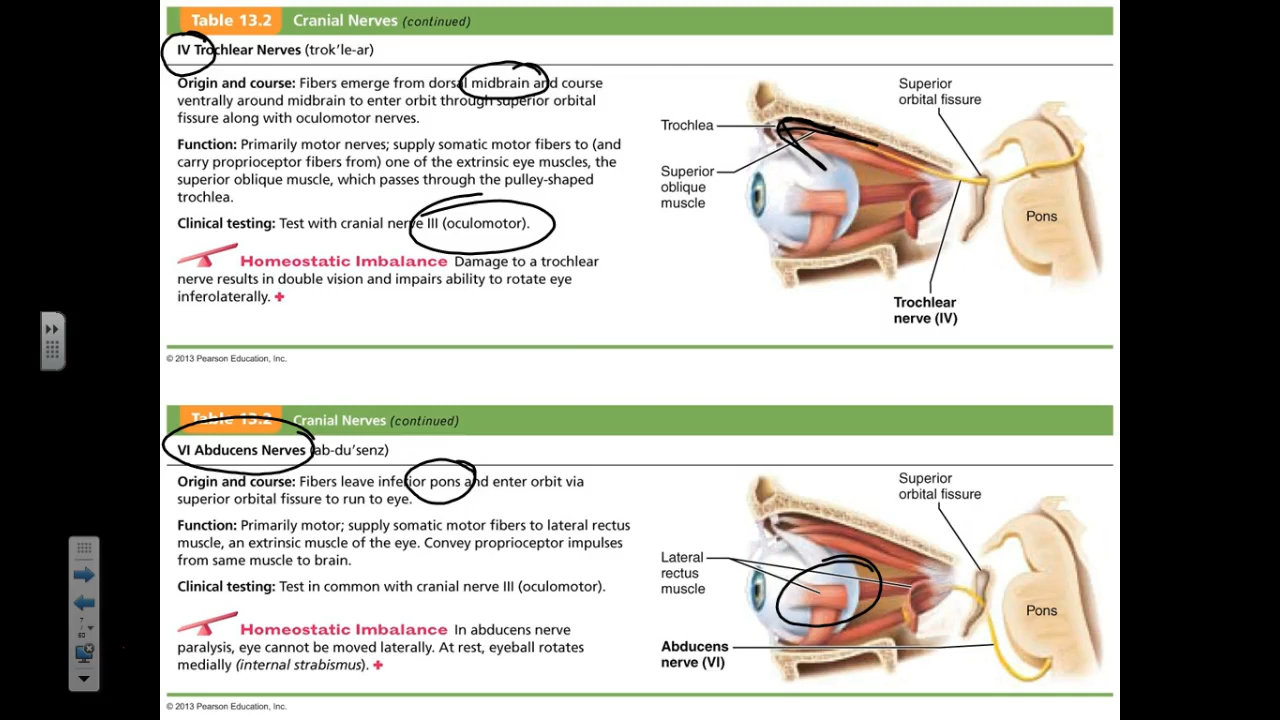 Table 13.2 Cranial Nerves (continued)
IV Trochlear Nerves (trok′le-ar)
Origin and course: Fibers emerge from dorsal midbrain and course
ventrally around midbrain to enter orbit through superior orbital
fissure along with oculomotor nerves.
Function: Primarily motor nerves; supply somatic motor fibers to (and
carry proprioceptor fibers from) one of the extrinsic eye muscles, the
superior oblique muscle, which passes through the pulley-shaped
trochlea.
Clinical testing: Test with cranial nerve III (oculomotor).
Homeostatic Imbalance Damage to a trochlear
nerve results in double vision and impairs ability to rotate eye
inferolaterally.
Superior
orbital fissure
Trochlea
Superior
oblique
muscle
Pons
Trochlear
nerve (IV)
© 2013 Pearson Education, Inc.
Table 13.2 Cranial Nerves (continued)
VI Abducens Nerves (ab-du′senz)
Origin and course: Fibers leave inferior pons and enter orbit via
superior orbital fissure to run to eye.
Function: Primarily motor; supply somatic motor fibers to lateral rectus
muscle, an extrinsic muscle of the eye. Convey proprioceptor impulses
from same muscle to brain.
Clinical testing: Test in common with cranial nerve III (oculomotor).
Homeostatic Imbalance In abducens nerve
paralysis, eye cannot be moved laterally. At rest, eyeball rotates
medially (internal strabismus).
Superior
orbital fissure
Lateral
rectus
muscle
Pons
Abducens
nerve (VI)
© 2013 Pearson Education, Inc.
7
60